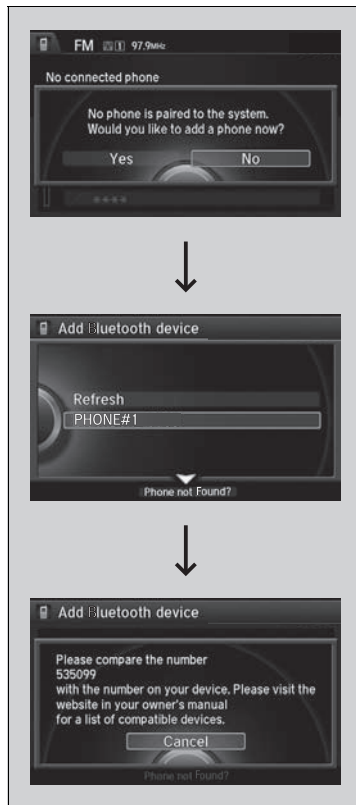 FM 1 97.9MHz
No connected phone
No phone is paired to the system.
Would you like to add a phone now?
Yes No
Add Bluetooth device
Refresh
PHONE#1
Phone not Found?
Add Bluetooth device
Please compare the number
535099
with the number on your device. Please visit the
website in your owner's manual
for a list of compatible devices.
Cancel
Phone not Found?